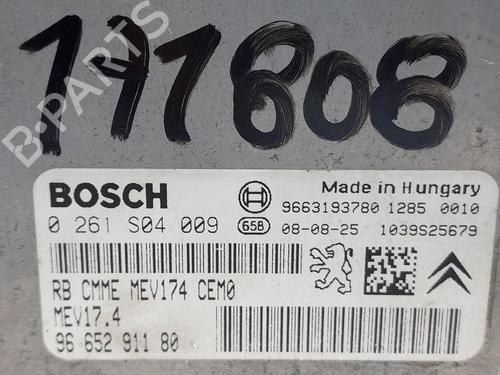 191808
B-PARTS
BOSCH
Made in Hungary
9663193780 1285 0010
0 261 S04 009 658 08-08-25 1039S25679
RB CMME MEV174 CEM0
MEV17.4
96 652 911 80